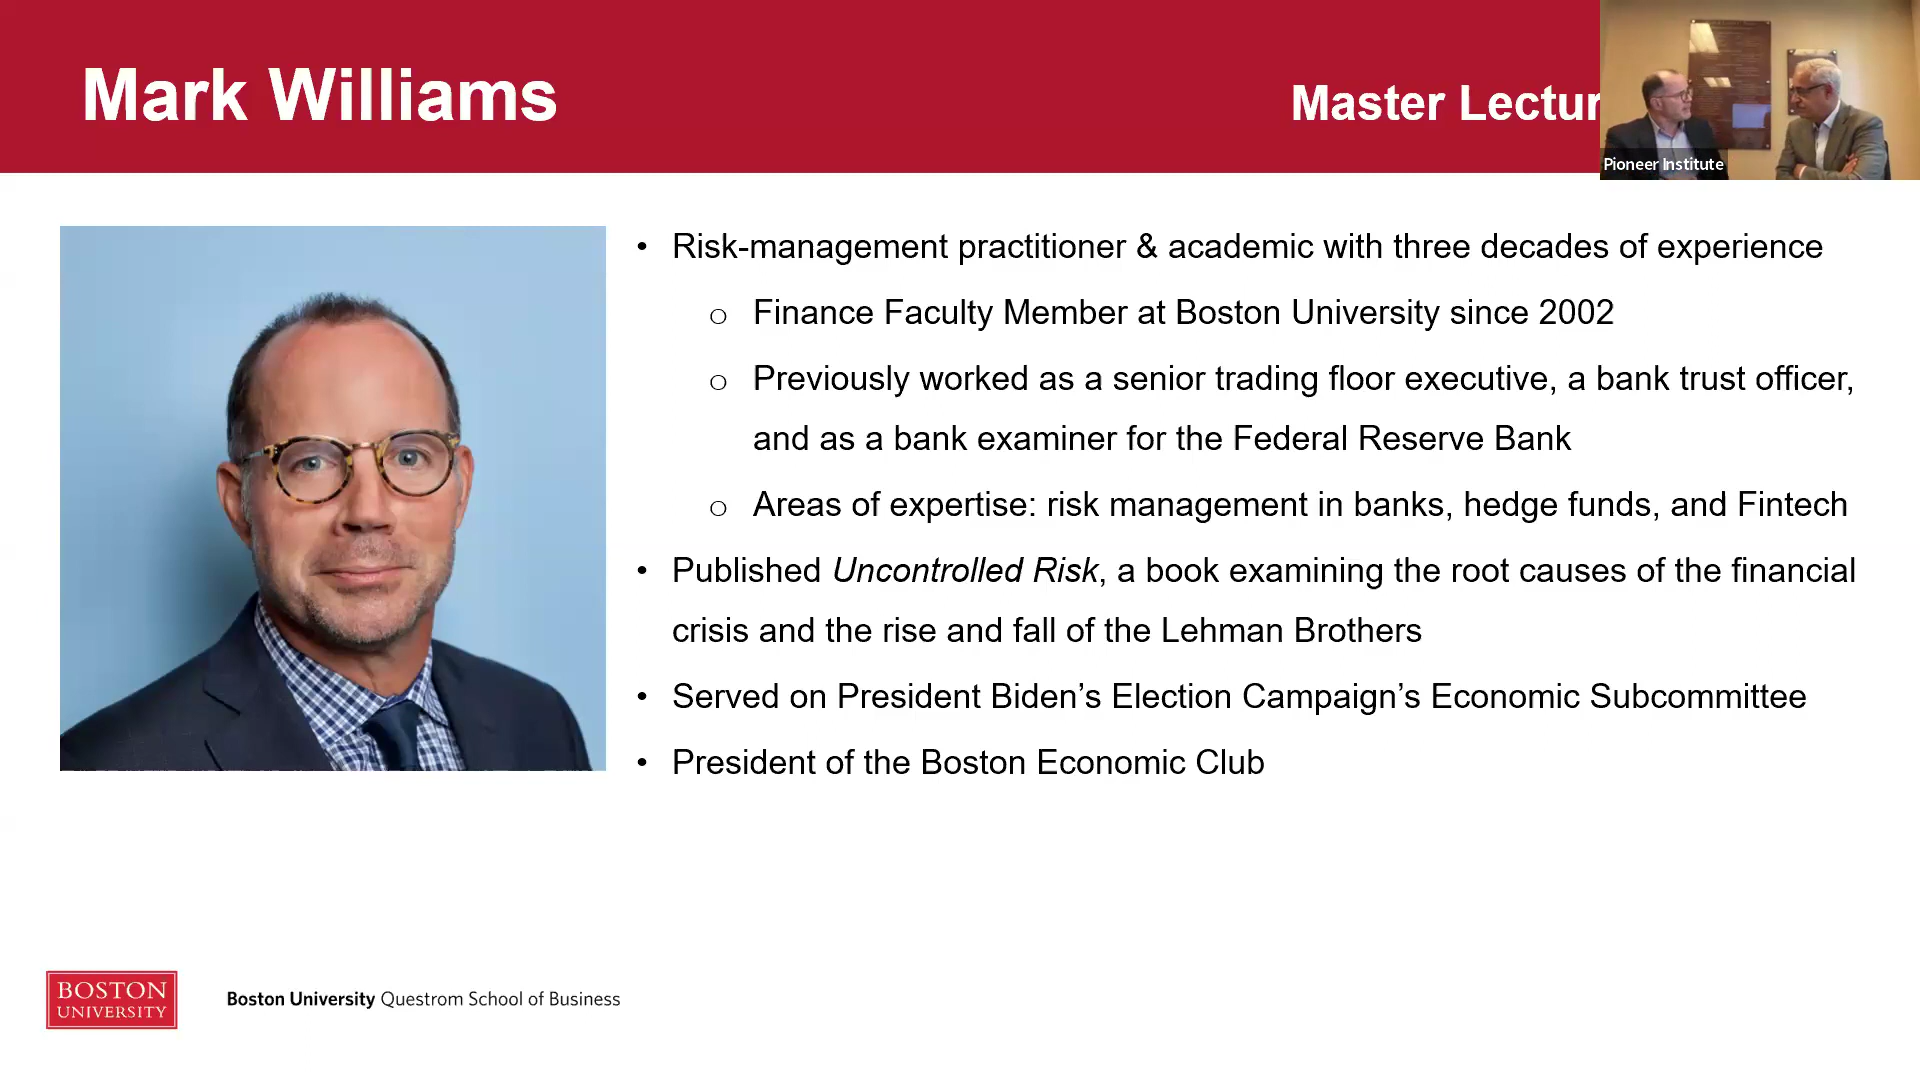 Mark Williams
Master Lectur
Pioneer Institute
• Risk-management practitioner & academic with three decades of experience
o Finance Faculty Member at Boston University since 2002
o Previously worked as a senior trading floor executive, a bank trust officer,
and as a bank examiner for the Federal Reserve Bank
o Areas of expertise: risk management in banks, hedge funds, and Fintech
• Published Uncontrolled Risk, a book examining the root causes of the financial
crisis and the rise and fall of the Lehman Brothers
• Served on President Biden’s Election Campaign’s Economic Subcommittee
• President of the Boston Economic Club
BOSTON
UNIVERSITY
Boston University Questrom School of Business